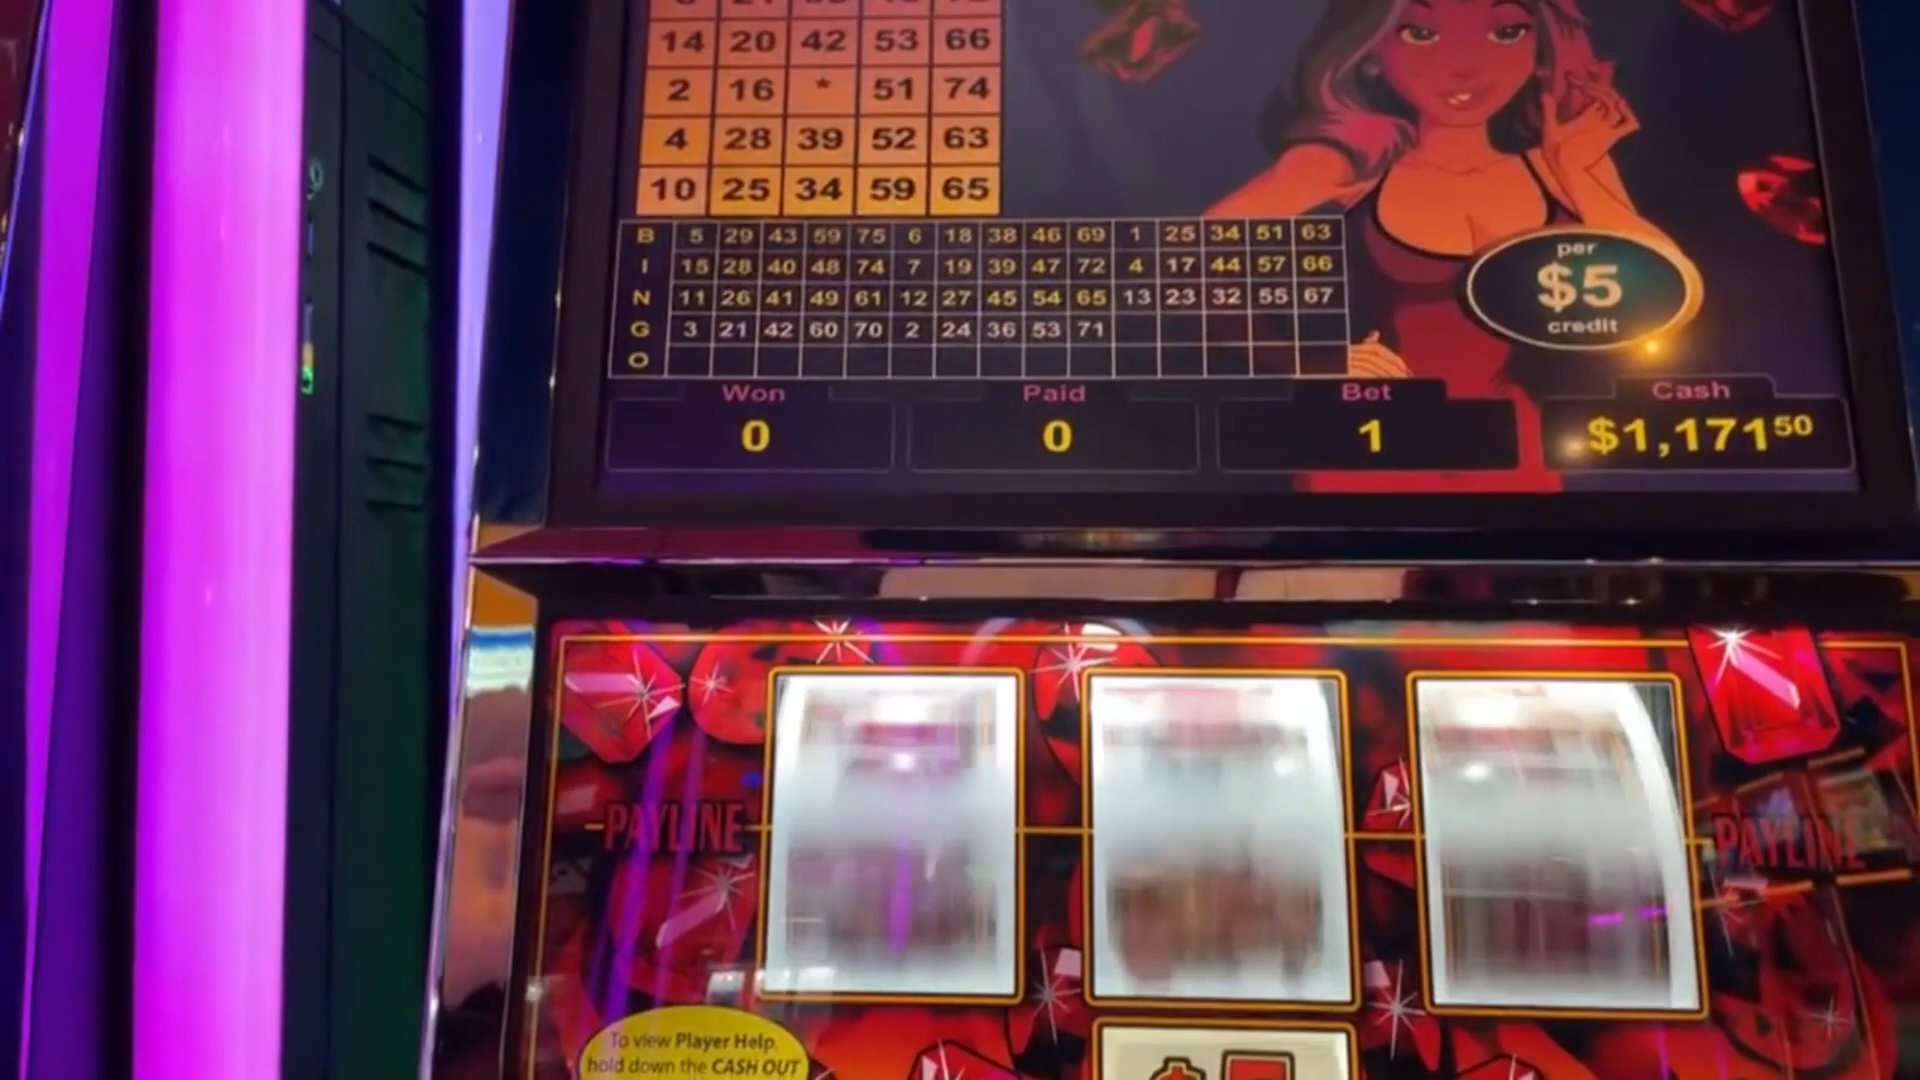 14 20 42 53 66
2 16 * 51 74
4 28 39 52 63
10 25 34 59 65
B 5 29 43 59 75 6 18 38 46 69 1 25 34 51 63
I 15 28 40 48 74 7 19 39 47 72 4 17 44 57 66
N 11 26 41 49 61 12 27 45 54 65 13 23 32 55 67
G 3 21 42 60 70 2 24 36 53 71
O
per
$5
credit
Won Paid Bet Cash
0 0 1 $1,17150
PAYLINE PAYLINE
To view Player Help,
hold down the CASH OUT